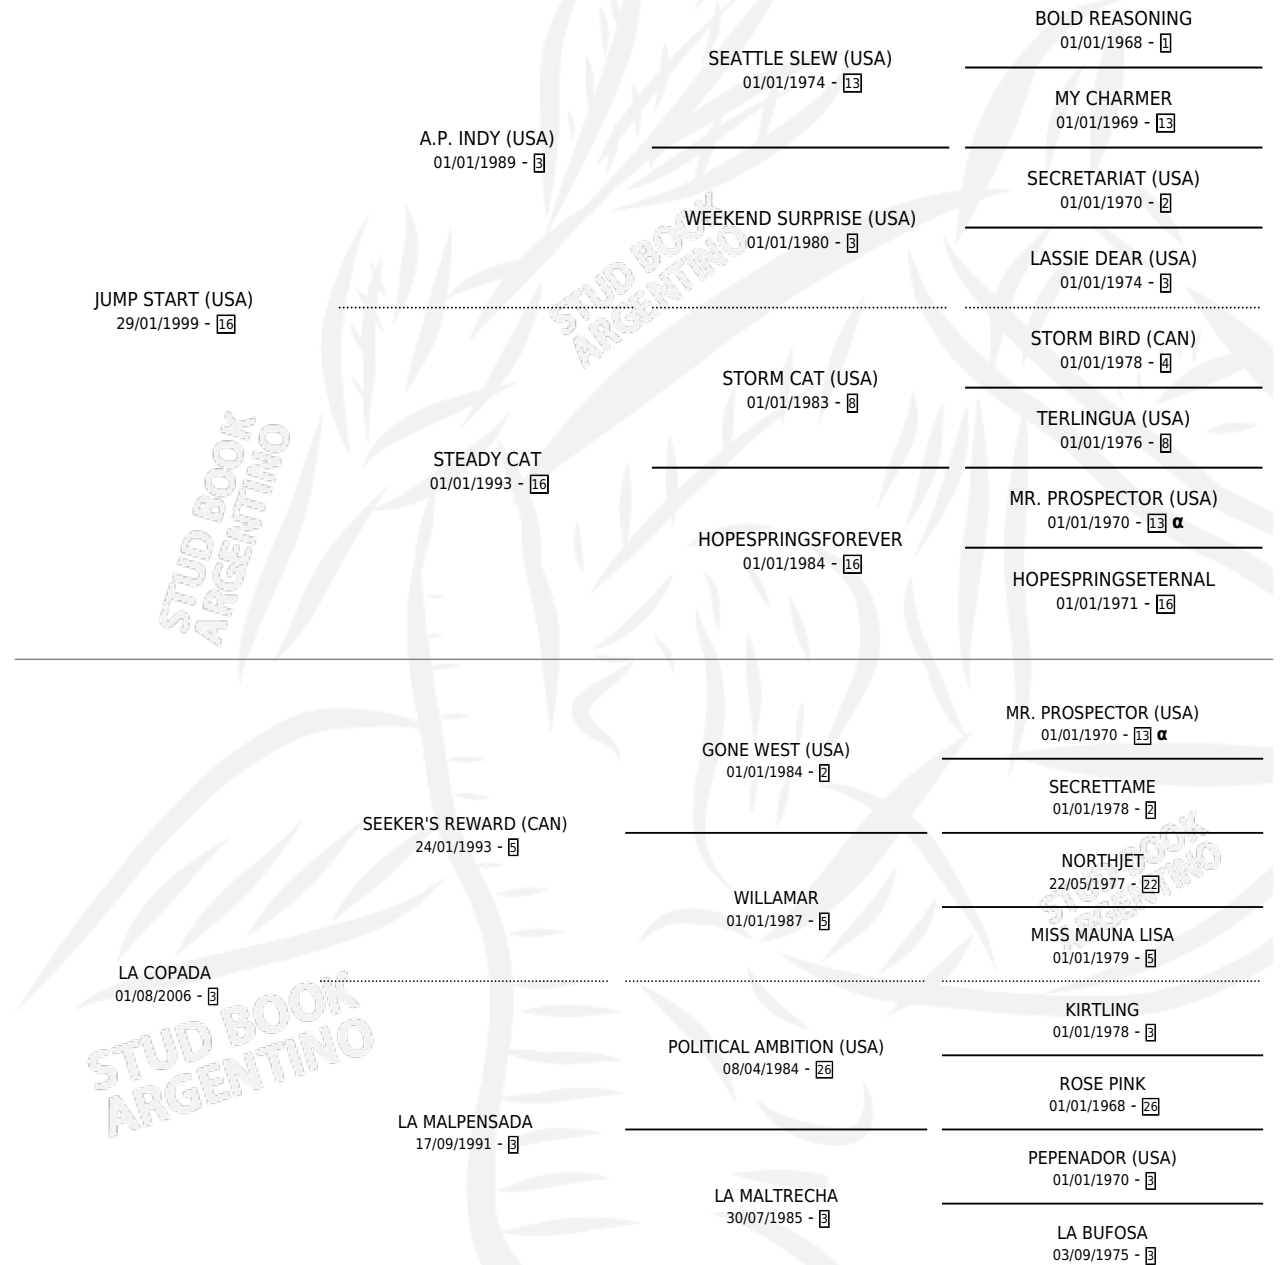 BOLD REASONING
01/01/1968 - 1
SEATTLE SLEW (USA)
01/01/1974 - 13
MY CHARMER
01/01/1969 - 13
A.P. INDY (USA)
01/01/1989 - 3
SECRETARIAT (USA)
01/01/1970 - 2
WEEKEND SURPRISE (USA)
01/01/1980 - 3
LASSIE DEAR (USA)
01/01/1974 - 3
JUMP START (USA)
29/01/1999 - 16
STORM BIRD (CAN)
01/01/1978 - 4
STORM CAT (USA)
01/01/1983 - 8
TERLINGUA (USA)
01/01/1976 - 8
STEADY CAT
01/01/1993 - 16
MR. PROSPECTOR (USA)
01/01/1970 - 13 α
HOPESPRINGSFOREVER
01/01/1984 - 16
HOPESPRINGSETERNAL
01/01/1971 - 16
MR. PROSPECTOR (USA)
01/01/1970 - 13 α
GONE WEST (USA)
01/01/1984 - 2
SECRETTAME
01/01/1978 - 2
SEEKER'S REWARD (CAN)
24/01/1993 - 5
NORTHJET
22/05/1977 - 22
WILLAMAR
01/01/1987 - 5
MISS MAUNA LISA
01/01/1979 - 5
LA COPADA
01/08/2006 - 3
KIRTLING
01/01/1978 - 3
POLITICAL AMBITION (USA)
08/04/1984 - 26
ROSE PINK
01/01/1968 - 26
LA MALPENSADA
17/09/1991 - 3
PEPENADOR (USA)
01/01/1970 - 3
LA MALTRECHA
30/07/1985 - 3
LA BUFOSA
03/09/1975 - 3
STUD BOOK
ARGENTINO
STUD BOOK
ARGENTINO
STUD BOOK
ARGENTINO
STUD BOOK
ARGENTINO